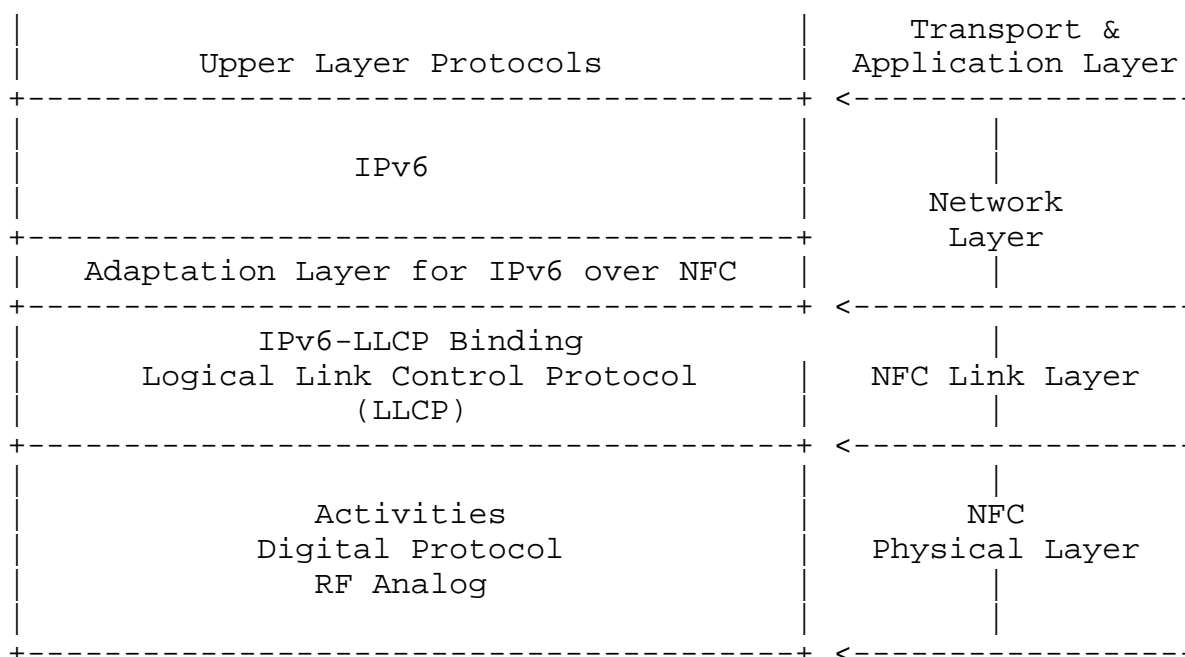 |                                        |     Transport &
|         Upper Layer Protocols          |  Application Layer
+----------------------------------------+ <------------------
|                                        |         |
|                 IPv6                   |         |
|                                        |      Network
+----------------------------------------+       Layer
|   Adaptation Layer for IPv6 over NFC   |         |
+----------------------------------------+ <------------------
|            IPv6-LLCP Binding                     |
|      Logical Link Control Protocol     |   NFC Link Layer
|                 (LLCP)                 |         |
+----------------------------------------+ <------------------
|                                        |         |
|               Activities               |        NFC
|            Digital Protocol            |   Physical Layer
|               RF Analog                |         |
|                                        |         |
+----------------------------------------+ <------------------